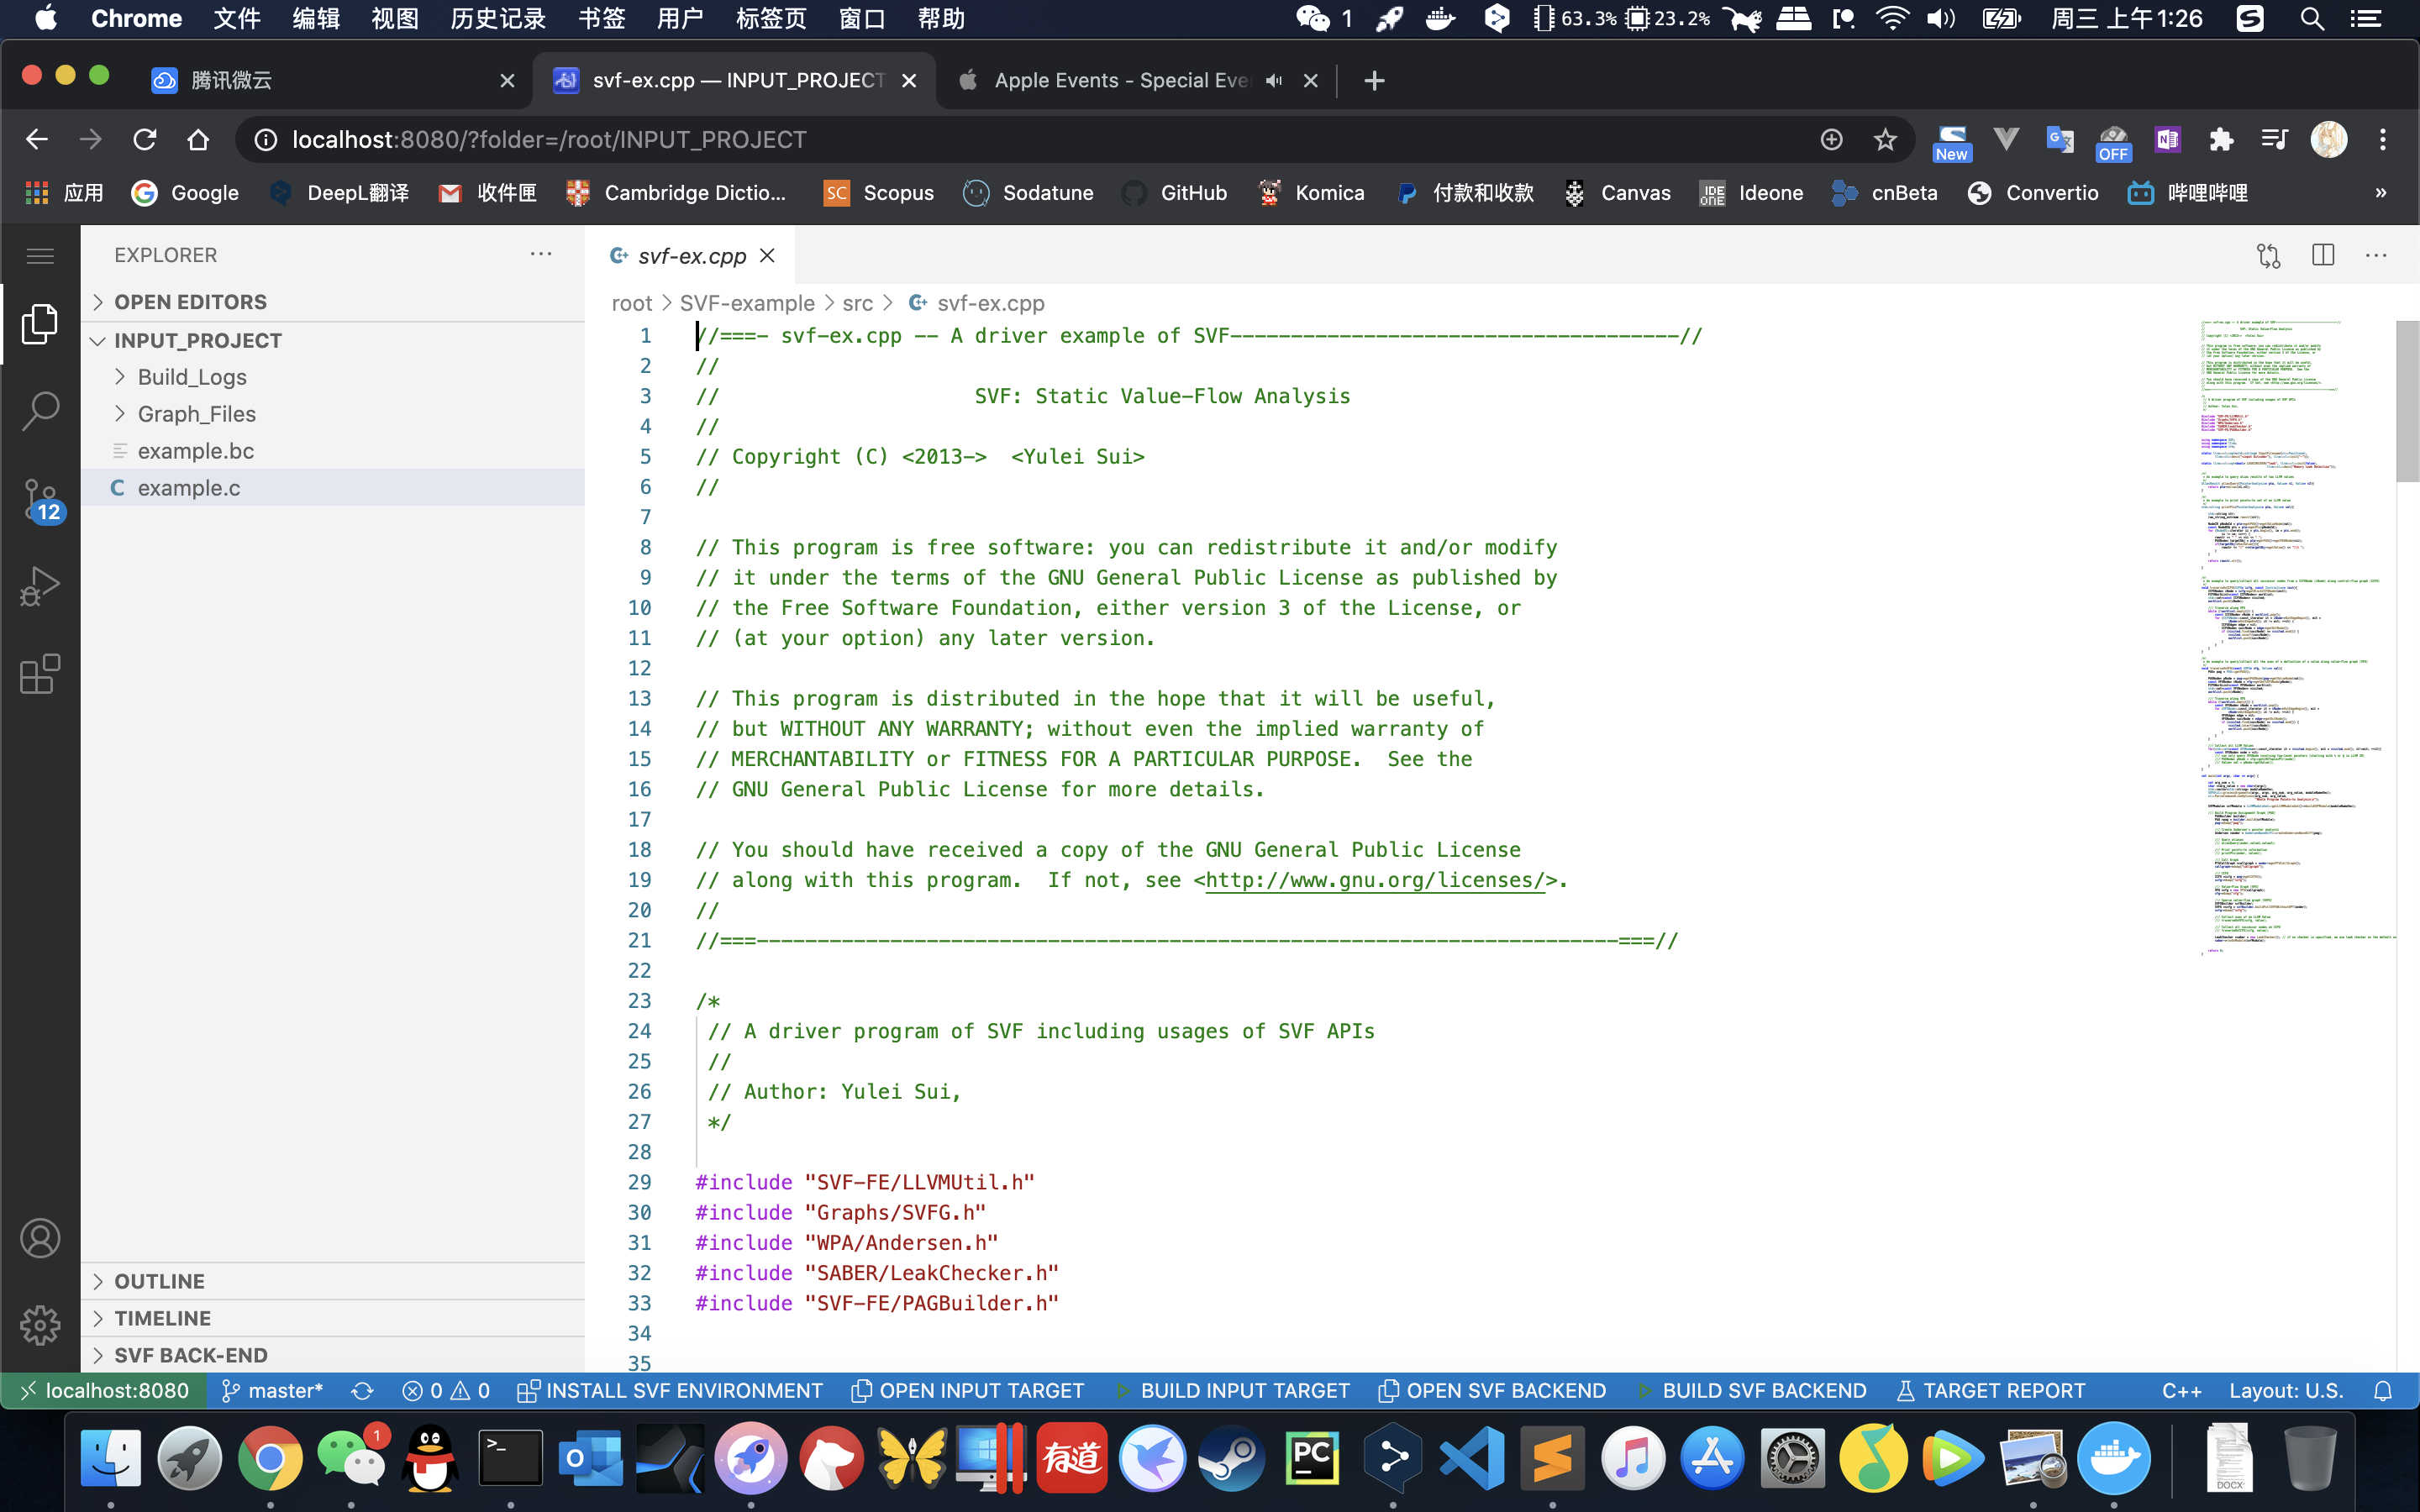 Chrome 文件 编辑 视图 历史记录 书签 用户 标签页 窗口 帮助 1 63.3% 23.2% 周三 上午1:26
腾讯微云 svf-ex.cpp — INPUT_PROJECT Apple Events - Special Eve
localhost:8080/?folder=/root/INPUT_PROJECT New OFF
应用 Google DeepL翻译 收件匣 Cambridge Dictio... SC Scopus Sodatune GitHub Komica 付款和收款 Canvas IDE ONE Ideone cnBeta Convertio 哔哩哔哩 »
EXPLORER
OPEN EDITORS
INPUT_PROJECT
Build_Logs
Graph_Files
example.bc
C example.c
12
OUTLINE
TIMELINE
SVF BACK-END
svf-ex.cpp
root > SVF-example > src > svf-ex.cpp
1 //===- svf-ex.cpp -- A driver example of SVF-------------------------------------//
2 //
3 // SVF: Static Value-Flow Analysis
4 //
5 // Copyright (C) <2013-> <Yulei Sui>
6 //
7
8 // This program is free software: you can redistribute it and/or modify
9 // it under the terms of the GNU General Public License as published by
10 // the Free Software Foundation, either version 3 of the License, or
11 // (at your option) any later version.
12
13 // This program is distributed in the hope that it will be useful,
14 // but WITHOUT ANY WARRANTY; without even the implied warranty of
15 // MERCHANTABILITY or FITNESS FOR A PARTICULAR PURPOSE. See the
16 // GNU General Public License for more details.
17
18 // You should have received a copy of the GNU General Public License
19 // along with this program. If not, see <http://www.gnu.org/licenses/>.
20 //
21 //===-----------------------------------------------------------------------===//
22
23 /*
24 // A driver program of SVF including usages of SVF APIs
25 //
26 // Author: Yulei Sui,
27 */
28
29 #include "SVF-FE/LLVMUtil.h"
30 #include "Graphs/SVFG.h"
31 #include "WPA/Andersen.h"
32 #include "SABER/LeakChecker.h"
33 #include "SVF-FE/PAGBuilder.h"
34
35
localhost:8080 master* 0 0 INSTALL SVF ENVIRONMENT OPEN INPUT TARGET BUILD INPUT TARGET OPEN SVF BACKEND BUILD SVF BACKEND TARGET REPORT C++ Layout: U.S.
1 >_ 有道 PC DOCX